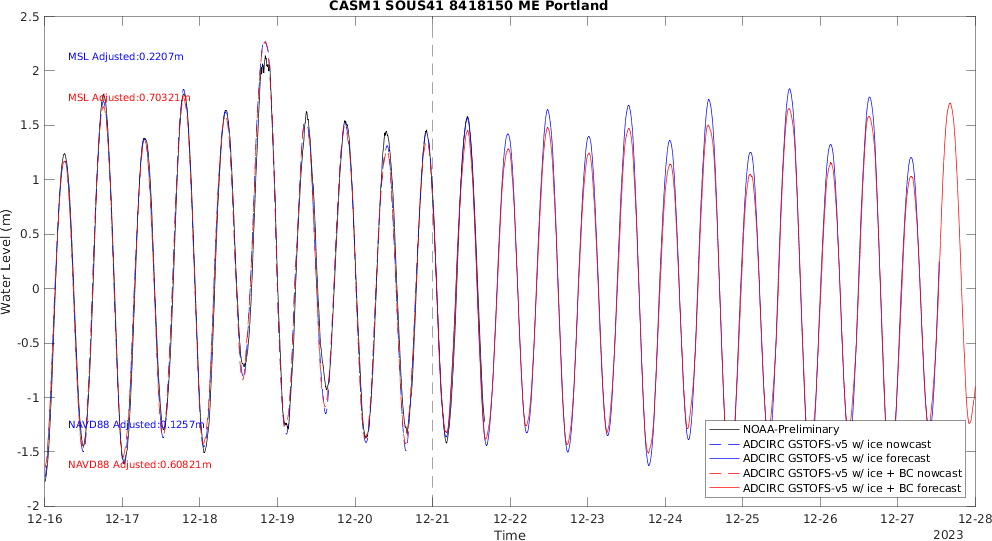 CASM1 SOUS41 8418150 ME Portland
2.5
MSL Adjusted:0.2207m
2
MSL Adjusted:0.70321m
1.5
1
0.5
Water Level (m)
0
-0.5
-1
NAVD88 Adjusted:0.1257m
NOAA-Preliminary
ADCIRC GSTOFS-v5 w/ ice nowcast
-1.5
ADCIRC GSTOFS-v5 w/ ice forecast
NAVD88 Adjusted:0.60821m
ADCIRC GSTOFS-v5 w/ ice + BC nowcast
ADCIRC GSTOFS-v5 w/ ice + BC forecast
-2
12-16 12-17 12-18 12-19 12-20 12-21 12-22 12-23 12-24 12-25 12-26 12-27 12-28
Time
2023